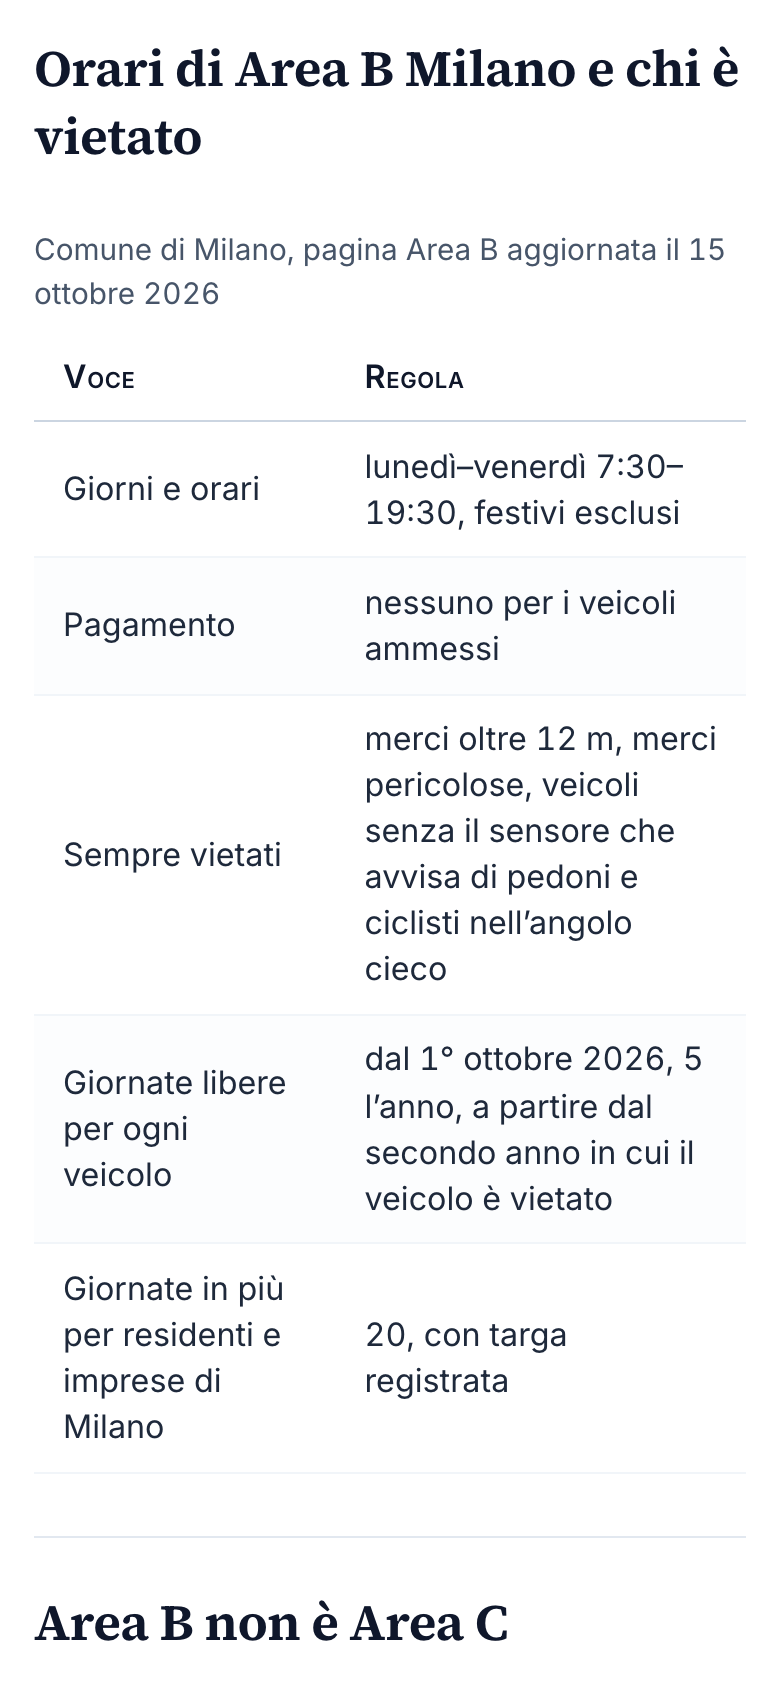 Orari di Area B Milano e chi è
vietato
Comune di Milano, pagina Area B aggiornata il 15
ottobre 2026
Voce
Regola
Giorni e orari
lunedì–venerdì 7:30–
19:30, festivi esclusi
Pagamento
nessuno per i veicoli
ammessi
Sempre vietati
merci oltre 12 m, merci
pericolose, veicoli
senza il sensore che
avvisa di pedoni e
ciclisti nell’angolo
cieco
Giornate libere
per ogni
veicolo
dal 1° ottobre 2026, 5
l’anno, a partire dal
secondo anno in cui il
veicolo è vietato
Giornate in più
per residenti e
imprese di
Milano
20, con targa
registrata
Area B non è Area C